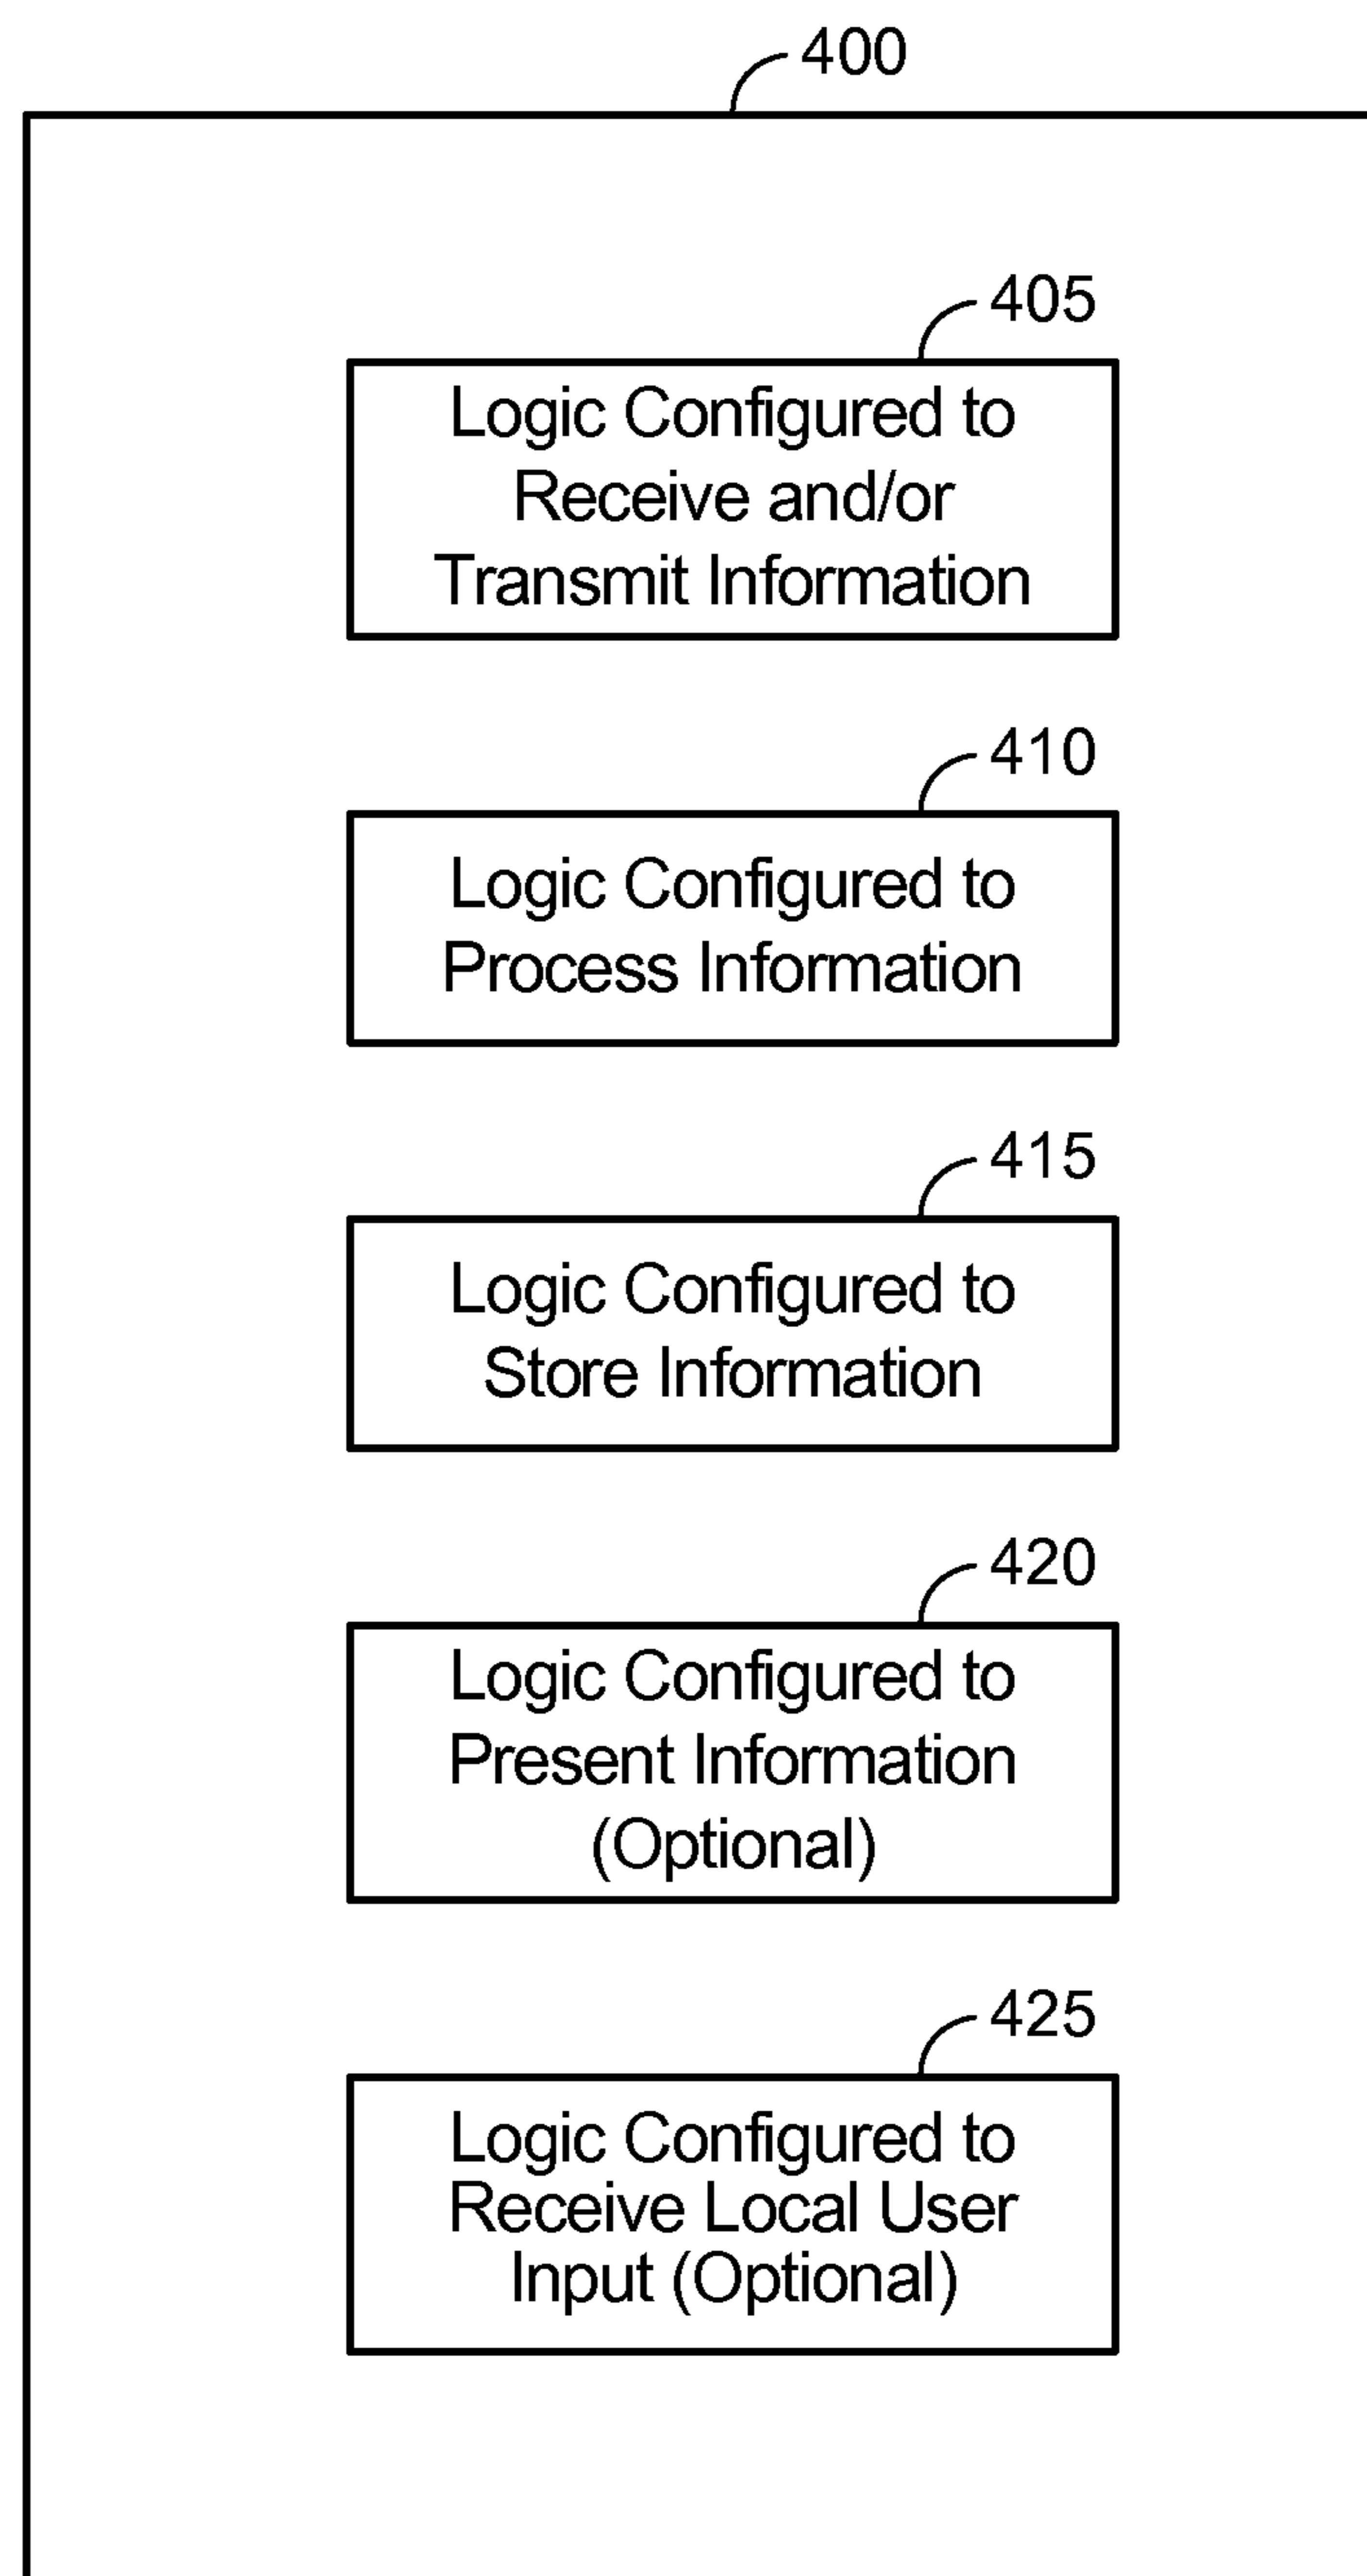 400
405
Logic Configured to
Receive and/or
Transmit Information
410
Logic Configured to
Process Information
415
Logic Configured to
Store Information
420
Logic Configured to
Present Information
(Optional)
425
Logic Configured to
Receive Local User
Input (Optional)